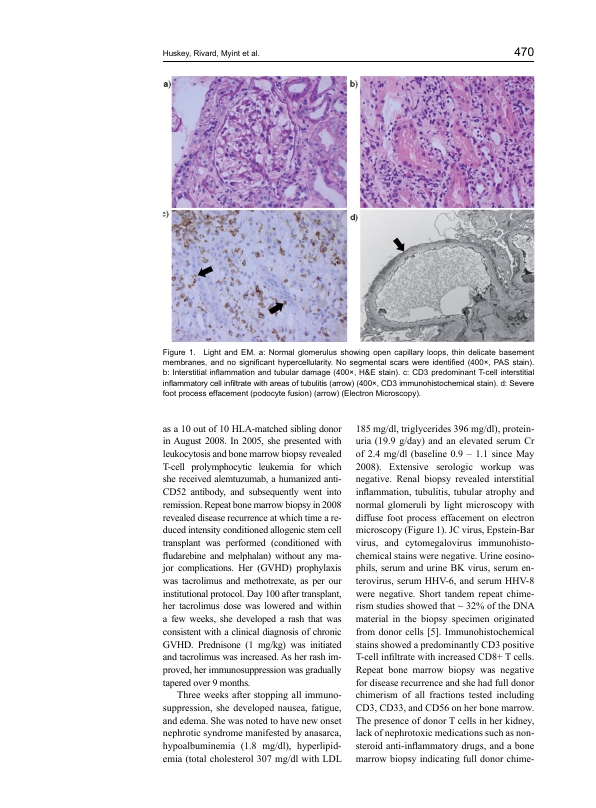 Huskey, Rivard, Myint et al.
470
a)
b)
c)
d)
Figure 1. Light and EM. a: Normal glomerulus showing open capillary loops, thin delicate basement
membranes, and no significant hypercellularity. No segmental scars were identified (400×, PAS stain).
b: Interstitial inflammation and tubular damage (400×, H&E stain). c: CD3 predominant T-cell interstitial
inflammatory cell infiltrate with areas of tubulitis (arrow) (400×, CD3 immunohistochemical stain). d: Severe
foot process effacement (podocyte fusion) (arrow) (Electron Microscopy).
as a 10 out of 10 HLA-matched sibling donor
in August 2008. In 2005, she presented with
leukocytosis and bone marrow biopsy revealed
T-cell prolymphocytic leukemia for which
she received alemtuzumab, a humanized anti-
CD52 antibody, and subsequently went into
remission. Repeat bone marrow biopsy in 2008
revealed disease recurrence at which time a re-
duced intensity conditioned allogenic stem cell
transplant was performed (conditioned with
fludarebine and melphalan) without any ma-
jor complications. Her (GVHD) prophylaxis
was tacrolimus and methotrexate, as per our
institutional protocol. Day 100 after transplant,
her tacrolimus dose was lowered and within
a few weeks, she developed a rash that was
consistent with a clinical diagnosis of chronic
GVHD. Prednisone (1 mg/kg) was initiated
and tacrolimus was increased. As her rash im-
proved, her immunosuppression was gradually
tapered over 9 months.
Three weeks after stopping all immuno-
suppression, she developed nausea, fatigue,
and edema. She was noted to have new onset
nephrotic syndrome manifested by anasarca,
hypoalbuminemia (1.8 mg/dl), hyperlipid-
emia (total cholesterol 307 mg/dl with LDL
185 mg/dl, triglycerides 396 mg/dl), protein-
uria (19.9 g/day) and an elevated serum Cr
of 2.4 mg/dl (baseline 0.9 – 1.1 since May
2008). Extensive serologic workup was
negative. Renal biopsy revealed interstitial
inflammation, tubulitis, tubular atrophy and
normal glomeruli by light microscopy with
diffuse foot process effacement on electron
microscopy (Figure 1). JC virus, Epstein-Bar
virus, and cytomegalovirus immunohisto-
chemical stains were negative. Urine eosino-
phils, serum and urine BK virus, serum en-
terovirus, serum HHV-6, and serum HHV-8
were negative. Short tandem repeat chime-
rism studies showed that ~ 32% of the DNA
material in the biopsy specimen originated
from donor cells [5]. Immunohistochemical
stains showed a predominantly CD3 positive
T-cell infiltrate with increased CD8+ T cells.
Repeat bone marrow biopsy was negative
for disease recurrence and she had full donor
chimerism of all fractions tested including
CD3, CD33, and CD56 on her bone marrow.
The presence of donor T cells in her kidney,
lack of nephrotoxic medications such as non-
steroid anti-inflammatory drugs, and a bone
marrow biopsy indicating full donor chime-